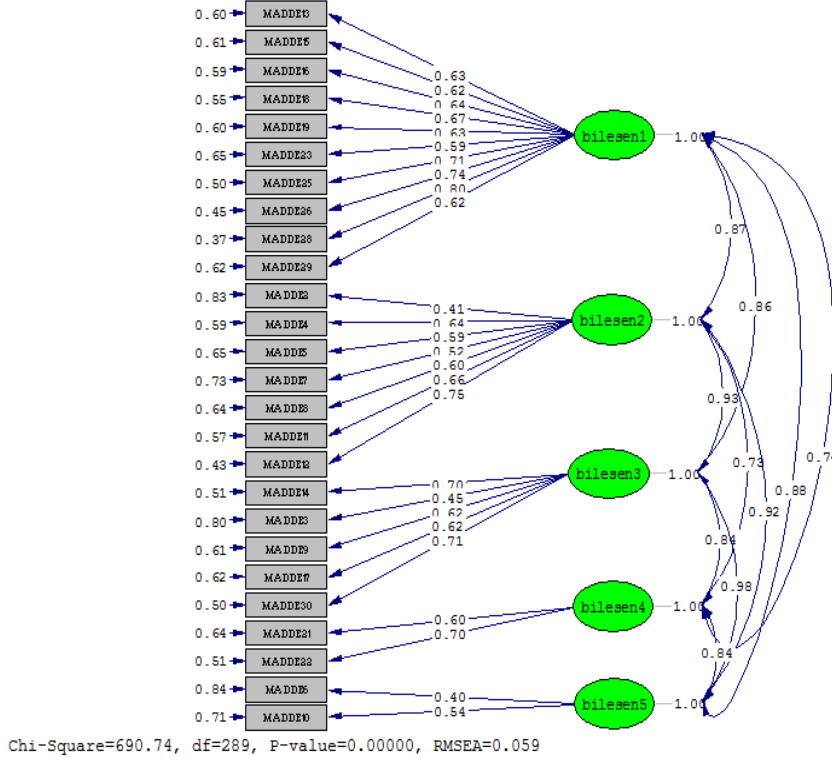 0.60 MADDE13
0.61 MADDE15
0.59 MADDE16
0.55 MADDE18
0.60 MADDE19
0.65 MADDE23
0.50 MADDE25
0.45 MADDE26
0.37 MADDE28
0.62 MADDE29
0.83 MADDE2
0.59 MADDE4
0.65 MADDE5
0.73 MADDE7
0.64 MADDE8
0.57 MADDE11
0.43 MADDE12
0.51 MADDE14
0.80 MADDE3
0.61 MADDE9
0.62 MADDE17
0.50 MADDE30
0.64 MADDE21
0.51 MADDE22
0.84 MADDE6
0.71 MADDE10
0.63
0.62
0.64
0.67
0.63
0.59
0.71
0.74
0.80
0.62
0.41
0.64
0.59
0.52
0.60
0.66
0.75
0.70
0.45
0.62
0.62
0.71
0.60
0.70
0.40
0.54
bilesen1 1.00
bilesen2 1.00
bilesen3 1.00
bilesen4 1.00
bilesen5 1.00
0.87
0.86
0.93
0.73
0.88
0.92
0.84
0.98
0.84
Chi-Square=690.74, df=289, P-value=0.00000, RMSEA=0.059